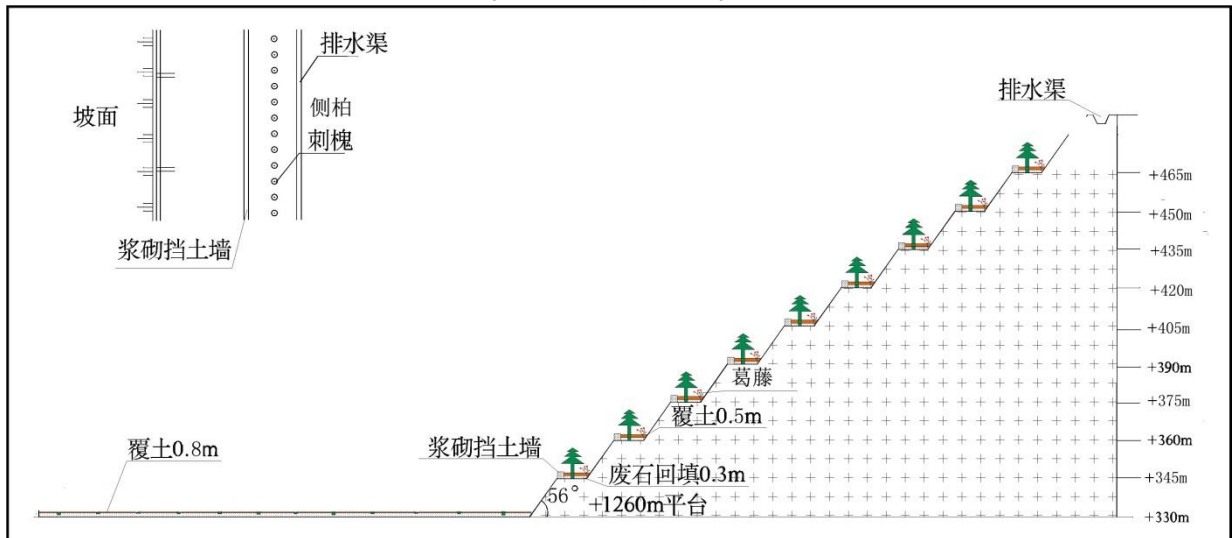 排水渠
坡面
侧柏
刺槐
浆砌挡土墙
排水渠
+465m
+450m
+435m
+420m
+405m
+390m
+375m
+360m
+345m
+330m
葛藤
覆土0.5m
浆砌挡土墙
废石回填0.3m
覆土0.8m
56°
+1260m平台